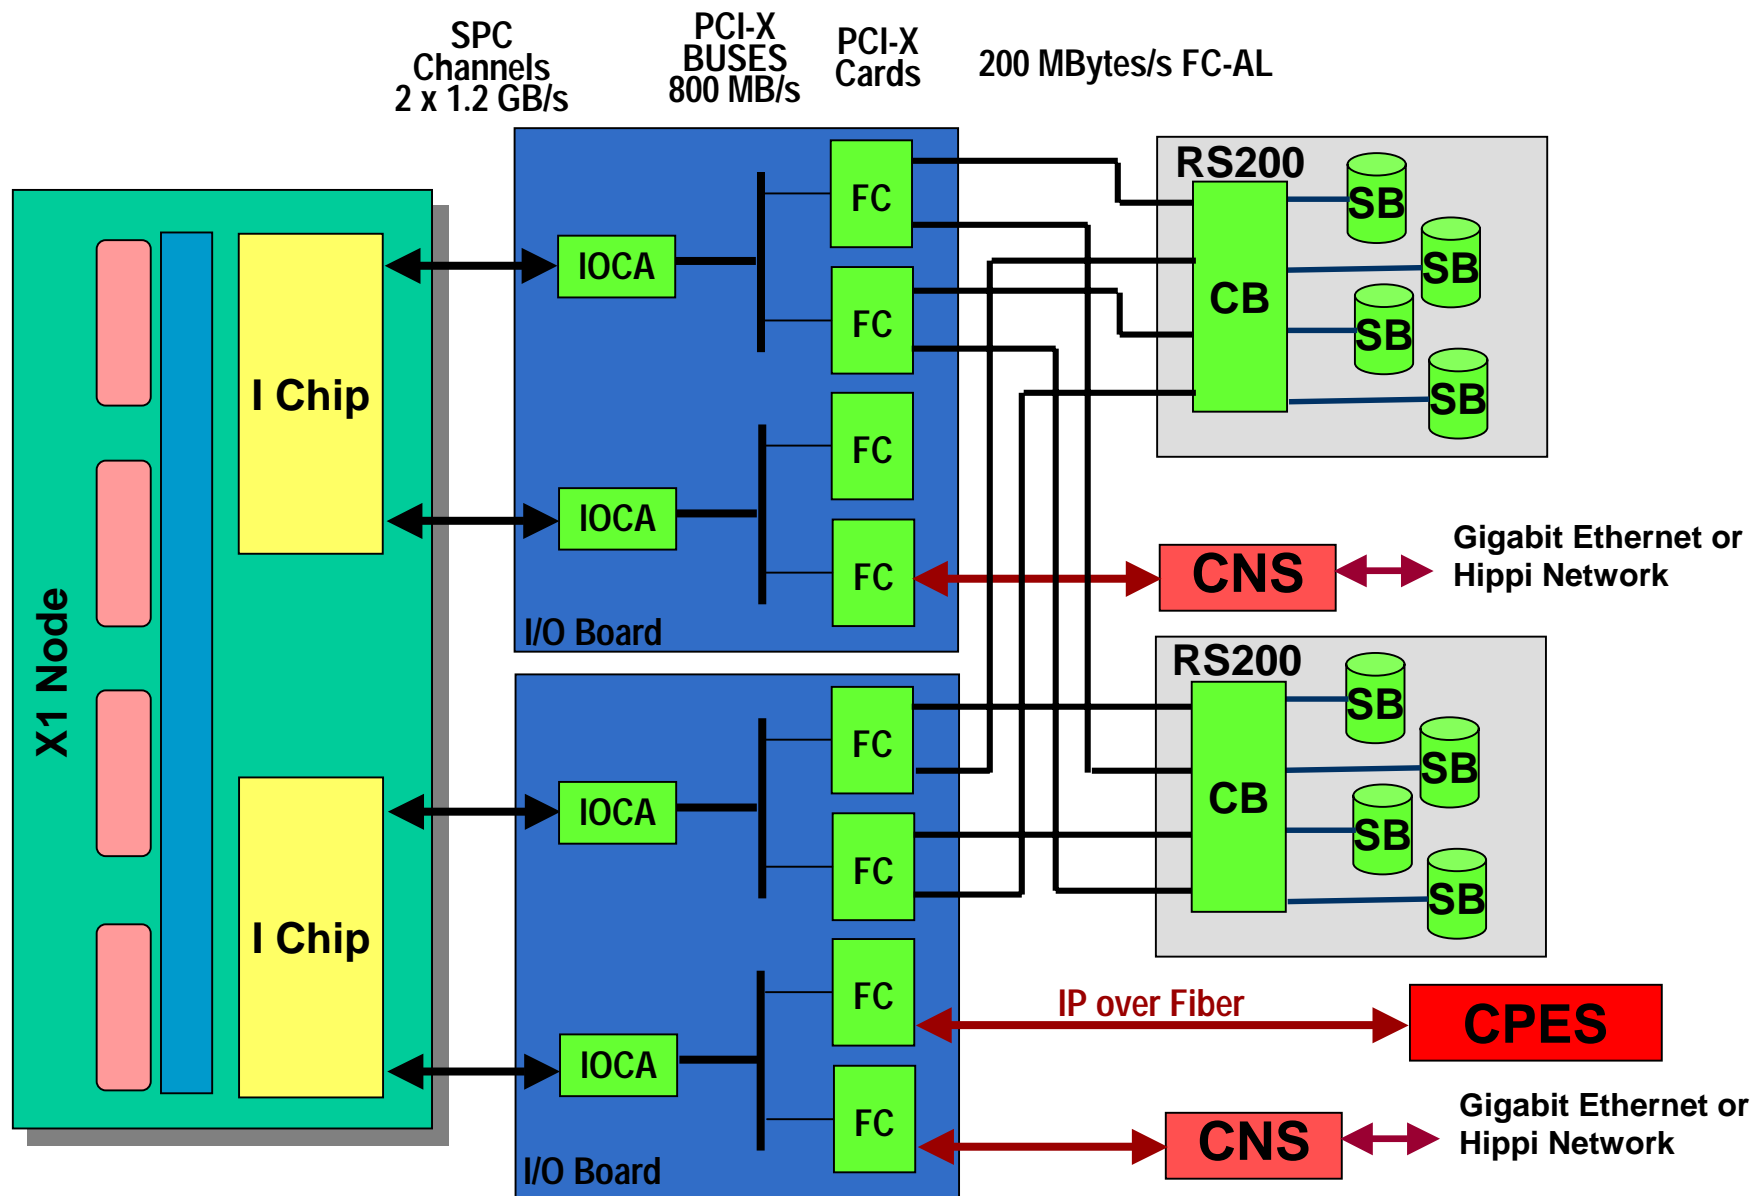 SPC
Channels
2 x 1.2 GB/s
PCI-X
BUSES
800 MB/s
PCI-X
Cards
200 MBytes/s FC-AL
X1 Node
I Chip
I Chip
IOCA
IOCA
FC
FC
FC
FC
I/O Board
IOCA
IOCA
FC
FC
FC
FC
I/O Board
RS200
CB
SB
SB
SB
SB
CNS
Gigabit Ethernet or
Hippi Network
RS200
CB
SB
SB
SB
SB
IP over Fiber
CPES
CNS
Gigabit Ethernet or
Hippi Network